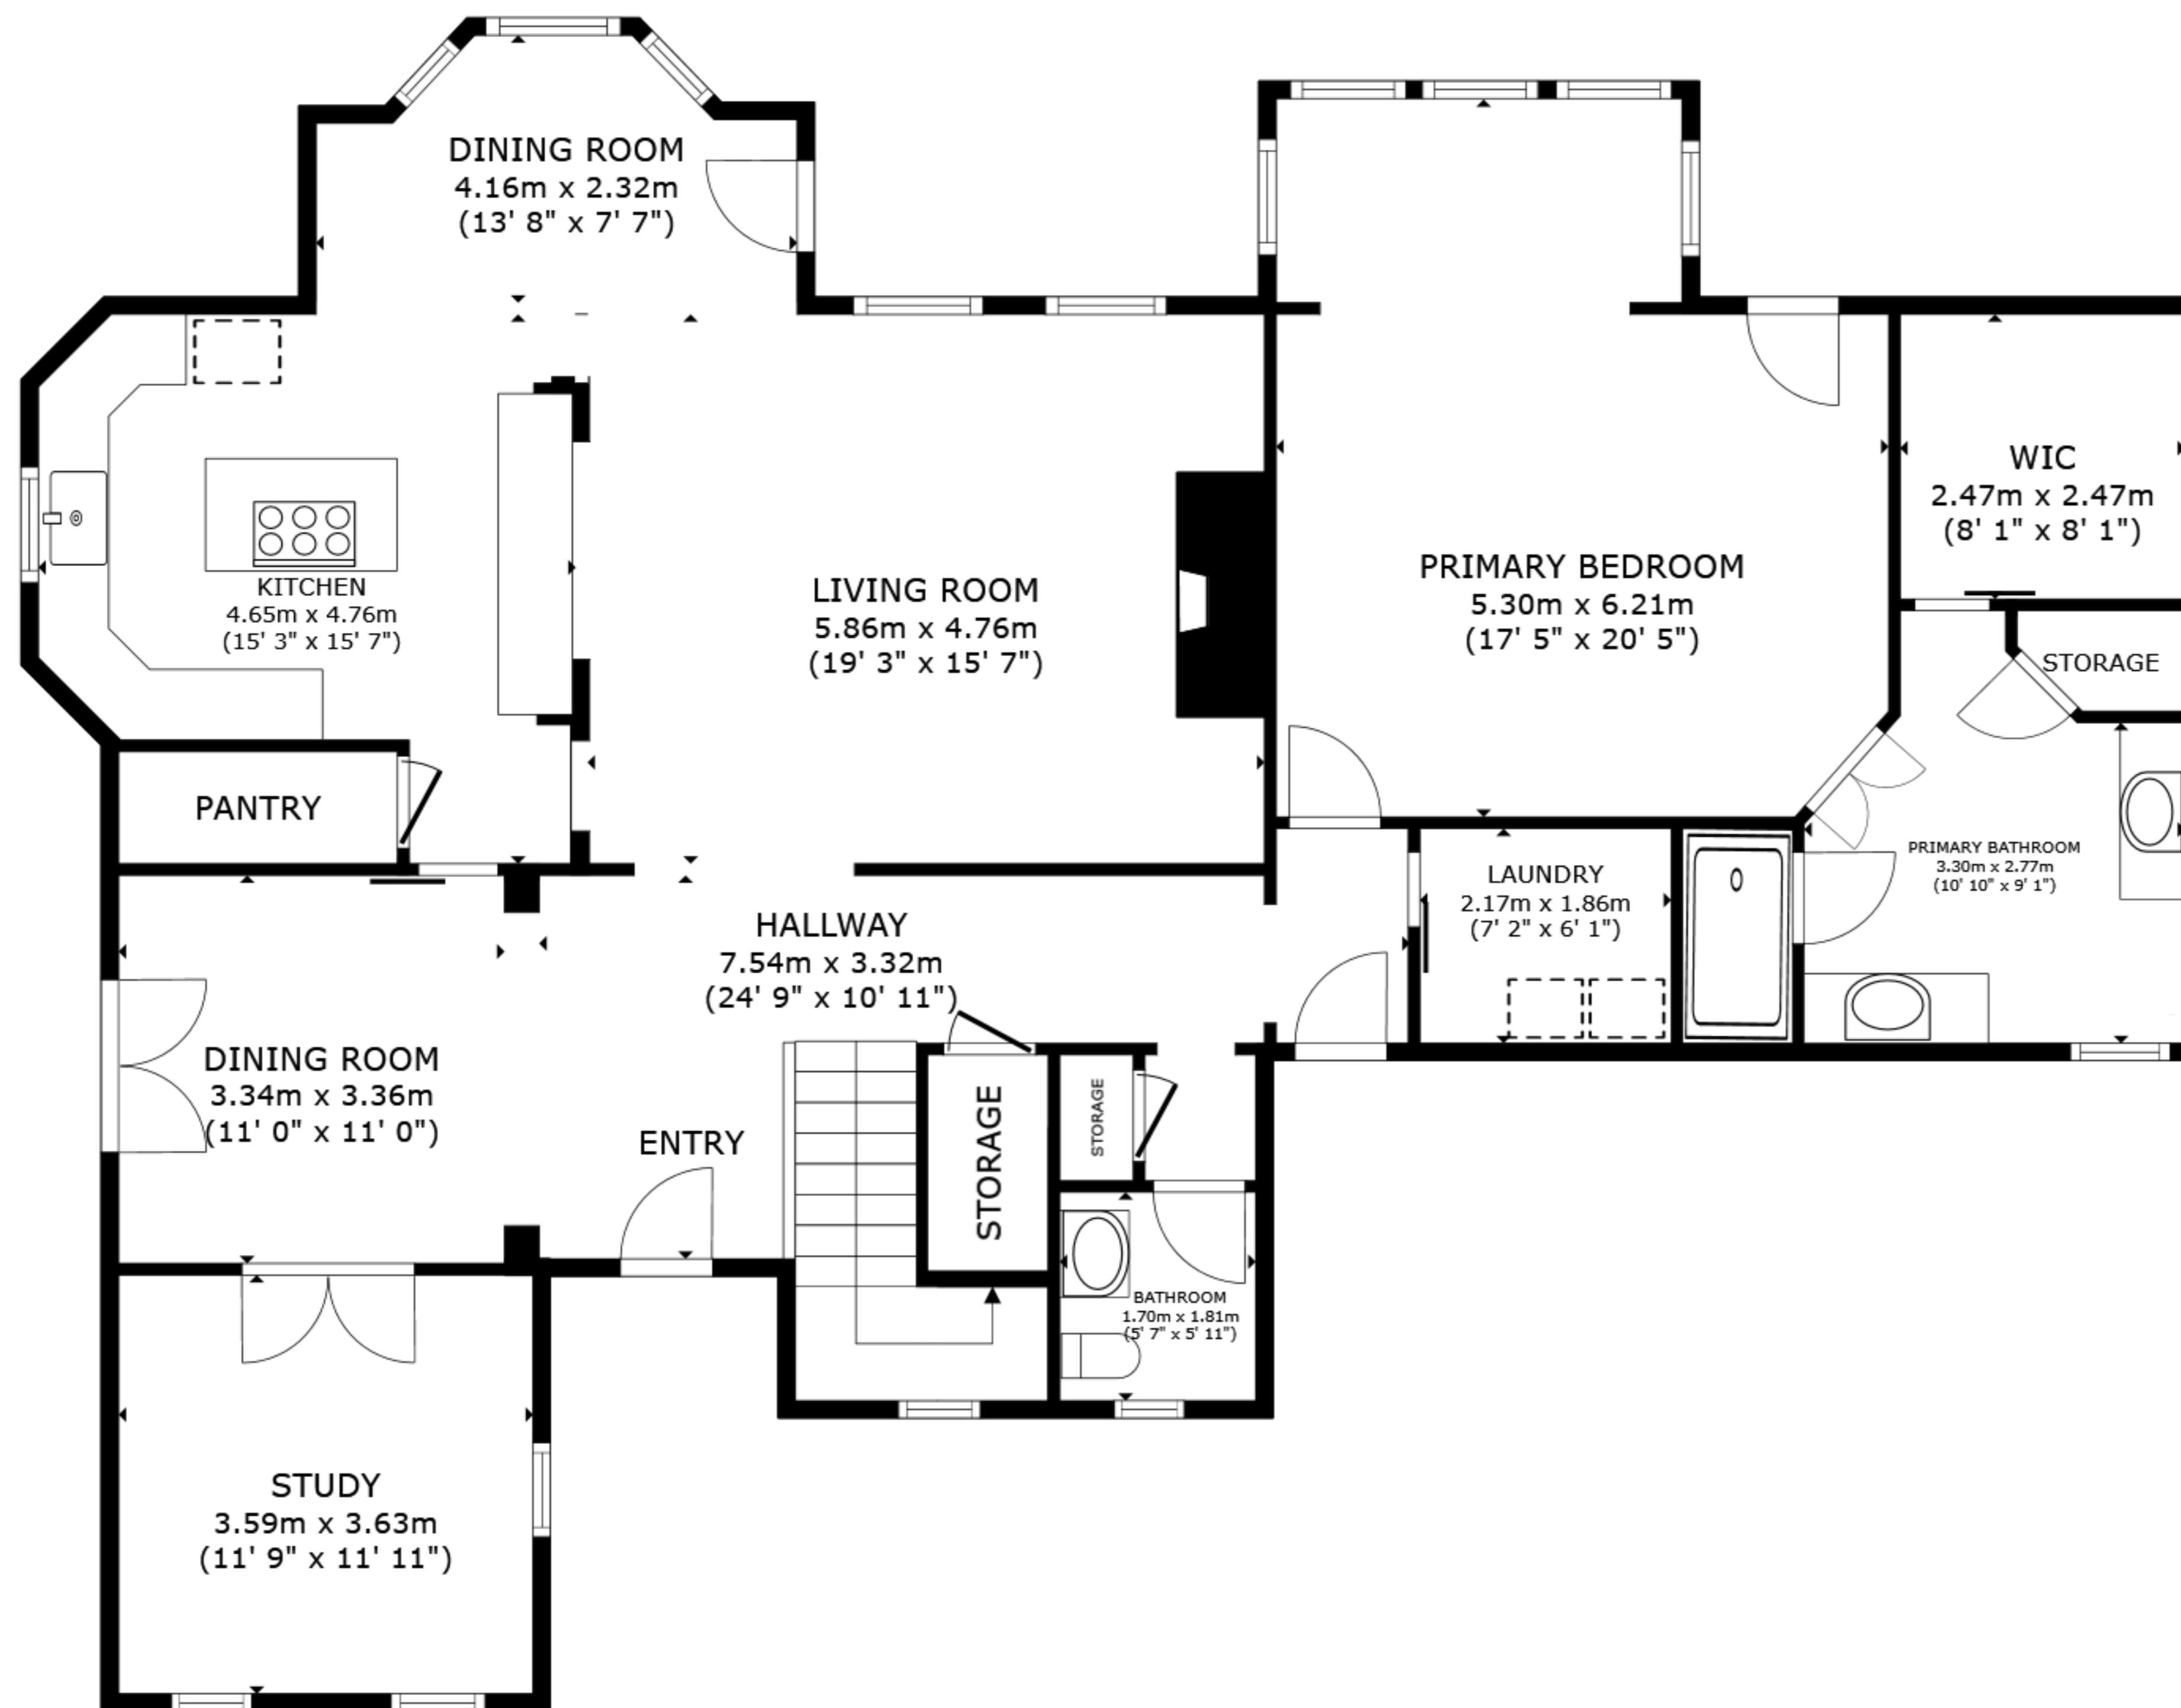 DINING ROOM
4.16m x 2.32m
(13' 8" x 7' 7")
KITCHEN
4.65m x 4.76m
(15' 3" x 15' 7")
LIVING ROOM
5.86m x 4.76m
(19' 3" x 15' 7")
PRIMARY BEDROOM
5.30m x 6.21m
(17' 5" x 20' 5")
WIC
2.47m x 2.47m
(8' 1" x 8' 1")
STORAGE
PANTRY
HALLWAY
7.54m x 3.32m
(24' 9" x 10' 11")
LAUNDRY
2.17m x 1.86m
(7' 2" x 6' 1")
PRIMARY BATHROOM
3.30m x 2.77m
(10' 10" x 9' 1")
DINING ROOM
3.34m x 3.36m
(11' 0" x 11' 0")
ENTRY
STORAGE
STORAGE
BATHROOM
1.70m x 1.81m
(5' 7" x 5' 11")
STUDY
3.59m x 3.63m
(11' 9" x 11' 11")